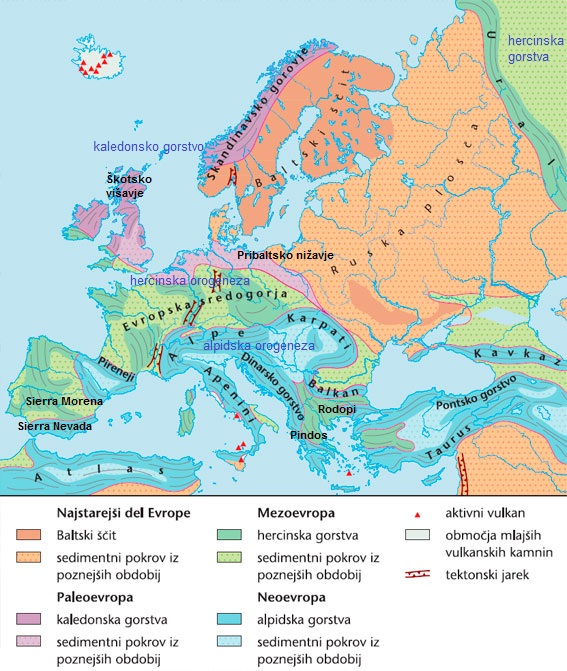 hercinska
gorstva
Ural
Skandinavsko gorovje
Baltski ščit
kaledonsko gorstvo
Škotsko
višavje
Ruska plošča
Pribaltsko nižavje
hercinska orogeneza
Evropska sredogorja
Karpati
Alpe
alpidska orogeneza
Kavkaz
Pireneji
Dinarsko gorstvo
Apenini
Balkan
Pontsko gorstvo
Sierra Morena
Rodopi
Sierra Nevada
Taurus
Pindos
Atlas
Najstarejši del Evrope
Baltski ščit
sedimentni pokrov iz
poznejših obdobij
Paleoevropa
kaledonska gorstva
sedimentni pokrov iz
poznejših obdobij
Mezoevropa
hercinska gorstva
sedimentni pokrov iz
poznejših obdobij
Neoevropa
alpidska gorstva
sedimentni pokrov iz
poznejših obdobij
aktivni vulkan
območja mlajših
vulkanskih kamnin
tektonski jarek